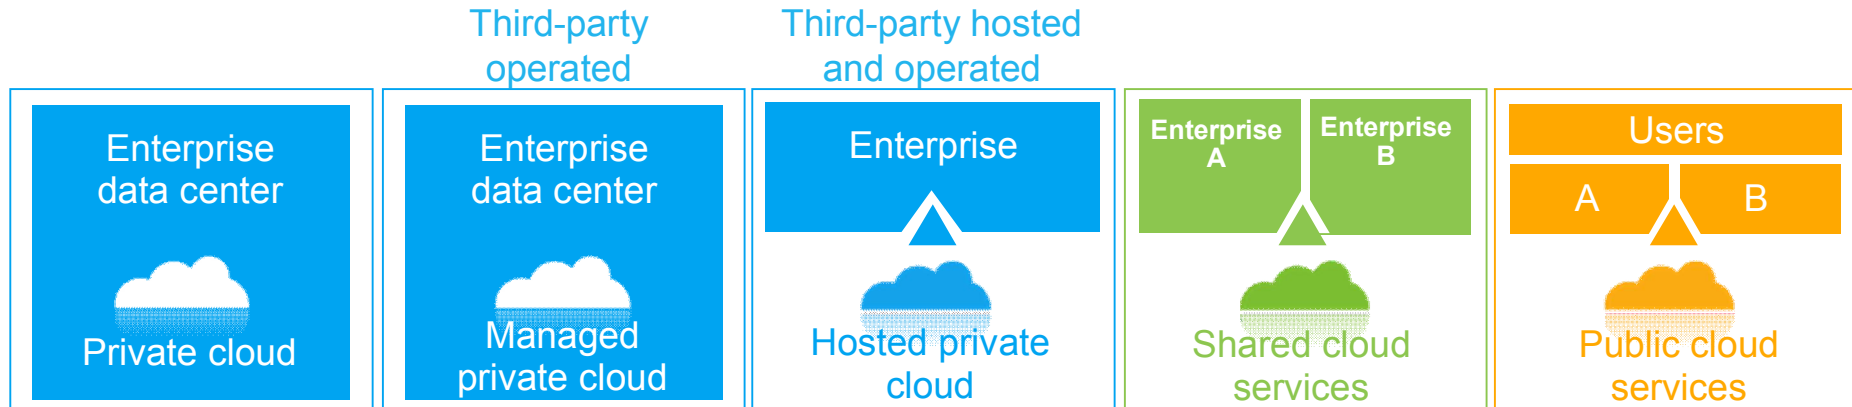 Third-party
operated
Third-party hosted
and operated
Enterprise
data center
Private cloud
Enterprise
data center
Managed
private cloud
Enterprise
Hosted private
cloud
Enterprise
A
Enterprise
B
Shared cloud
services
Users
A
B
Public cloud
services